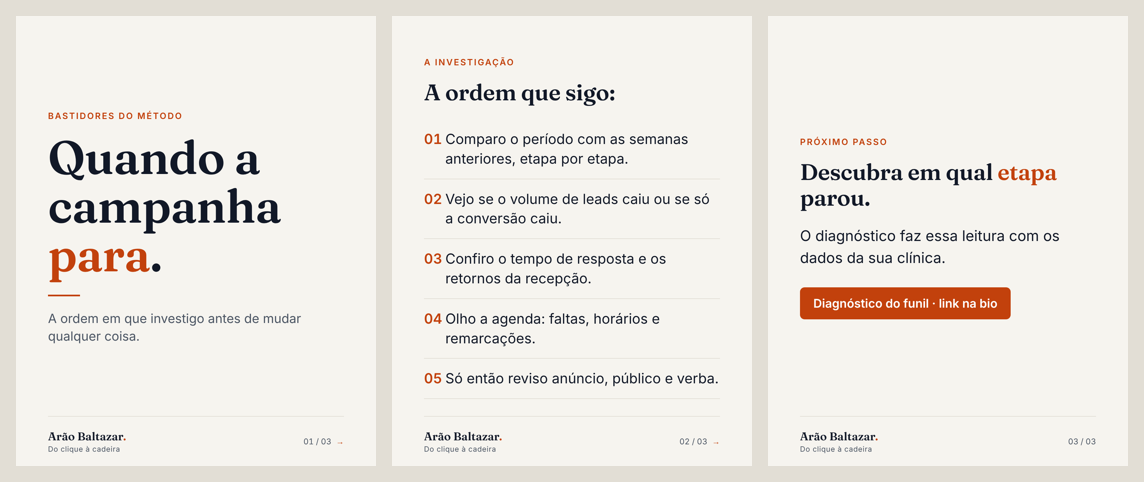 BASTIDORES DO MÉTODO
Quando a
campanha
para.
A ordem em que investigo antes de mudar
qualquer coisa.
Arão Baltazar.
Do clique à cadeira
01 / 03 →
A INVESTIGAÇÃO
A ordem que sigo:
01 Comparo o período com as semanas
anteriores, etapa por etapa.
02 Vejo se o volume de leads caiu ou se só
a conversão caiu.
03 Confiro o tempo de resposta e os
retornos da recepção.
04 Olho a agenda: faltas, horários e
remarcações.
05 Só então reviso anúncio, público e verba.
Arão Baltazar.
Do clique à cadeira
02 / 03 →
PRÓXIMO PASSO
Descubra em qual etapa
parou.
O diagnóstico faz essa leitura com os
dados da sua clínica.
Diagnóstico do funil · link na bio
Arão Baltazar.
Do clique à cadeira
03 / 03